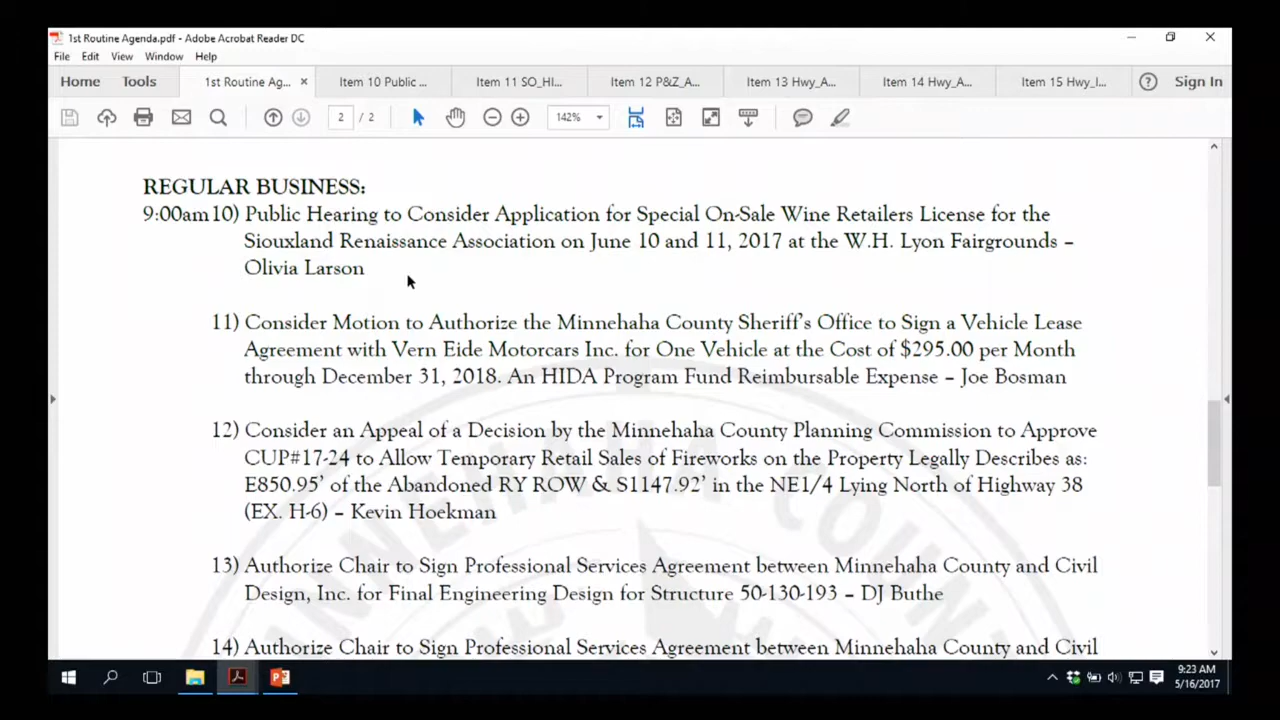 1st Routine Agenda.pdf - Adobe Acrobat Reader DC
File Edit View Window Help
Home Tools 1st Routine Ag... × Item 10 Public ... Item 11 SO_HI... Item 12 P&Z_A... Item 13 Hwy_A... Item 14 Hwy_A... Item 15 Hwy_I... ? Sign In
2 / 2 142%
REGULAR BUSINESS:
9:00am10) Public Hearing to Consider Application for Special On-Sale Wine Retailers License for the
Siouxland Renaissance Association on June 10 and 11, 2017 at the W.H. Lyon Fairgrounds –
Olivia Larson
11) Consider Motion to Authorize the Minnehaha County Sheriff's Office to Sign a Vehicle Lease
Agreement with Vern Eide Motorcars Inc. for One Vehicle at the Cost of $295.00 per Month
through December 31, 2018. An HIDA Program Fund Reimbursable Expense – Joe Bosman
12) Consider an Appeal of a Decision by the Minnehaha County Planning Commission to Approve
CUP#17-24 to Allow Temporary Retail Sales of Fireworks on the Property Legally Describes as:
E850.95' of the Abandoned RY ROW & S1147.92' in the NE1/4 Lying North of Highway 38
(EX. H-6) – Kevin Hoekman
13) Authorize Chair to Sign Professional Services Agreement between Minnehaha County and Civil
Design, Inc. for Final Engineering Design for Structure 50-130-193 – DJ Buthe
14) Authorize Chair to Sign Professional Services Agreement between Minnehaha County and Civil
MINNEHAHA COUNTY
9:23 AM
5/16/2017